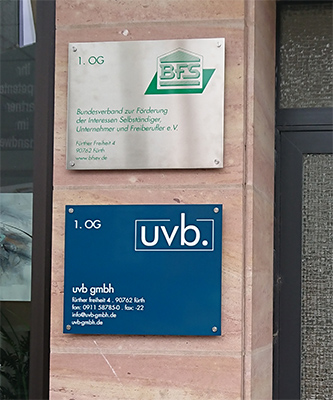 1. OG
BFS
Bundesverband zur Förderung
der Interessen Selbständiger,
Unternehmer und Freiberufler e.V.
Fürther Freiheit 4
90762 Fürth
www.bfsev.de
1. OG
uvb.
uvb gmbh
fürther freiheit 4 . 90762 fürth
fon: 0911 58785-0 . fax: -22
info@uvb-gmbh.de
uvb-gmbh.de